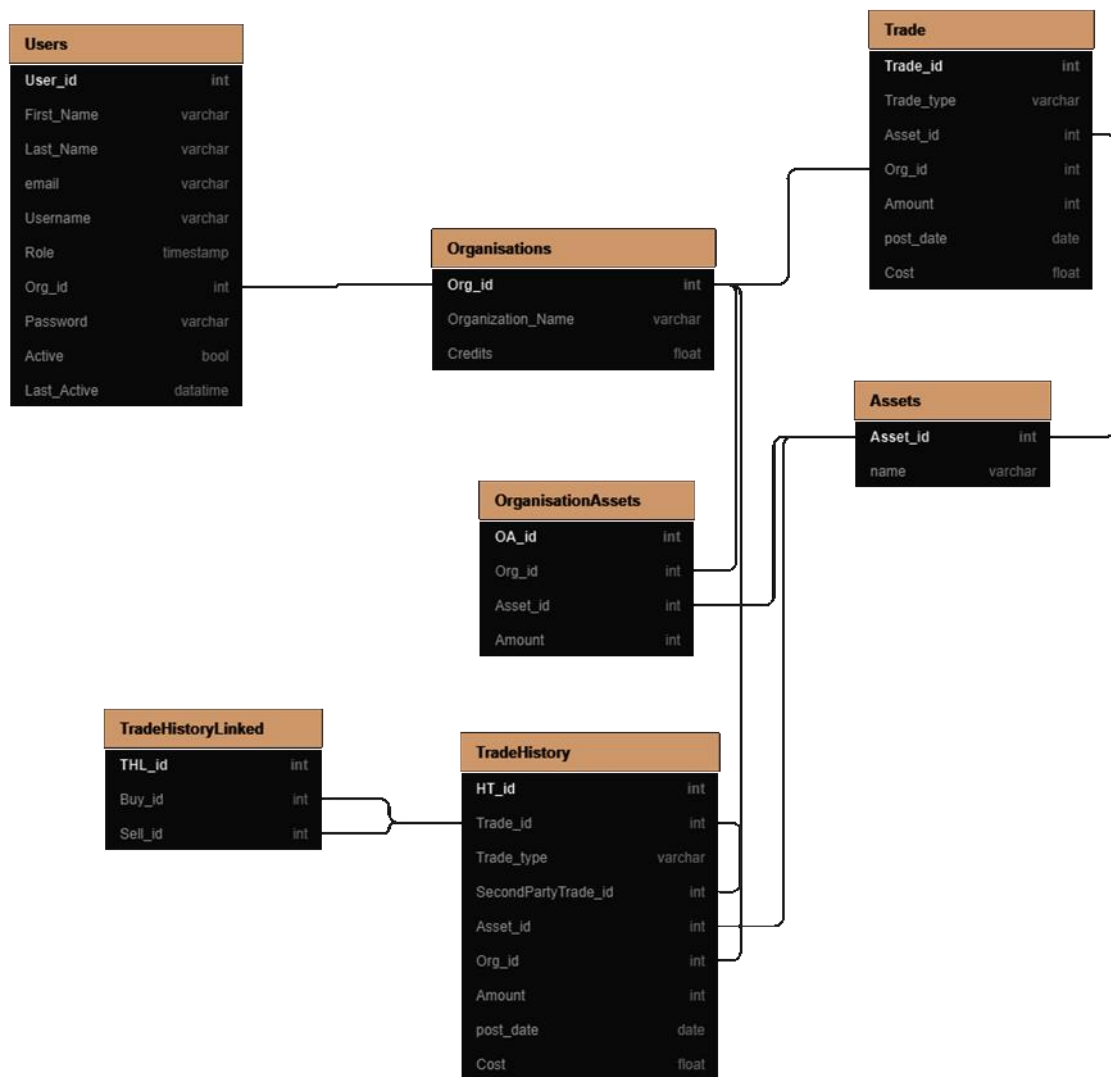 Users
User_id int
First_Name varchar
Last_Name varchar
email varchar
Username varchar
Role timestamp
Org_id int
Password varchar
Active bool
Last_Active datatime
Organisations
Org_id int
Organization_Name varchar
Credits float
Trade
Trade_id int
Trade_type varchar
Asset_id int
Org_id int
Amount int
post_date date
Cost float
Assets
Asset_id int
name varchar
OrganisationAssets
OA_id int
Org_id int
Asset_id int
Amount int
TradeHistoryLinked
THL_id int
Buy_id int
Sell_id int
TradeHistory
HT_id int
Trade_id int
Trade_type varchar
SecondPartyTrade_id int
Asset_id int
Org_id int
Amount int
post_date date
Cost float